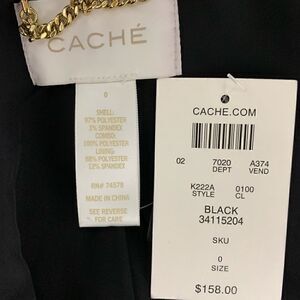 CACHÉ
0
SHELL:
97% POLYESTER
3% SPANDEX
COMBO:
100% POLYESTER
LINING:
88% POLYESTER
12% SPANDEX
RN# 74578
MADE IN CHINA
SEE REVERSE
FOR CARE
CACHE.COM
02 7020 A374
DEPT VEND
K222A 0100
STYLE CL
BLACK
34115204
SKU
0
SIZE
$158.00